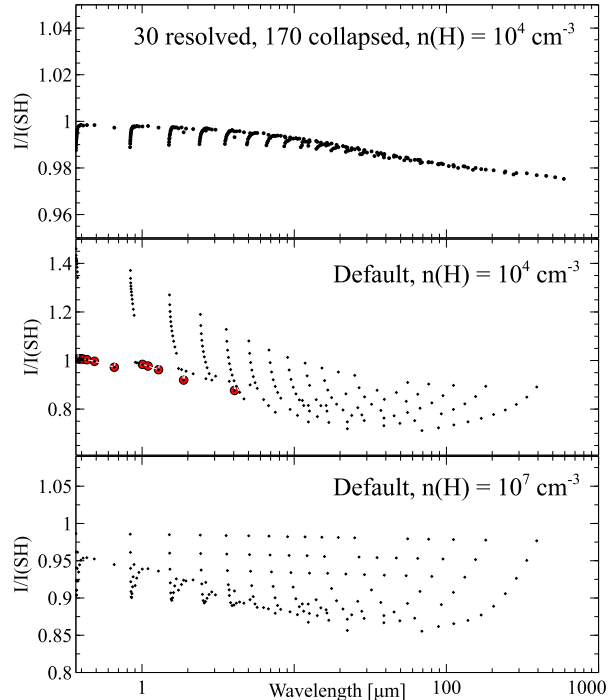 30 resolved, 170 collapsed, n(H) = 10⁴ cm⁻³
I/I(SH)
1.04
1.02
1
0.98
0.96
Default, n(H) = 10⁴ cm⁻³
I/I(SH)
1.4
1.2
1
0.8
Default, n(H) = 10⁷ cm⁻³
I/I(SH)
1.05
1
0.95
0.9
0.85
0.8
1
100
1000
Wavelength [µm]